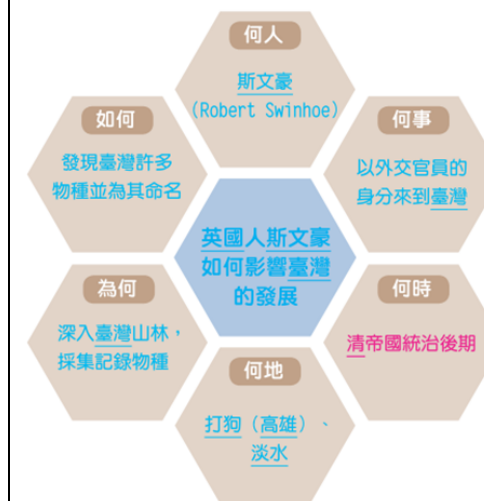 何人
斯文豪
(Robert Swinhoe)
何事
以外交官員的
身分來到臺灣
何時
清帝國統治後期
何地
打狗（高雄）、
淡水
為何
深入臺灣山林，
採集記錄物種
如何
發現臺灣許多
物種並為其命名
英國人斯文豪
如何影響臺灣
的發展